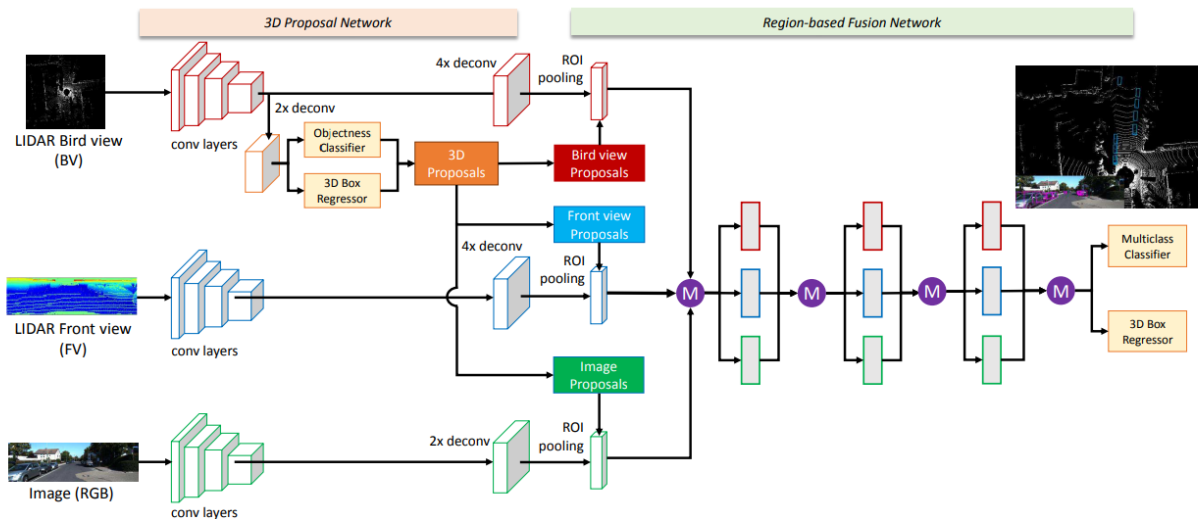 3D Proposal Network
Region-based Fusion Network
LIDAR Bird view
(BV)
conv layers
2x deconv
4x deconv
ROI
pooling
Objectness
Classifier
3D Box
Regressor
3D
Proposals
Bird view
Proposals
Front view
Proposals
LIDAR Front view
(FV)
conv layers
4x deconv
ROI
pooling
Image
Proposals
Image (RGB)
conv layers
2x deconv
ROI
pooling
M
M
M
M
Multiclass
Classifier
3D Box
Regressor